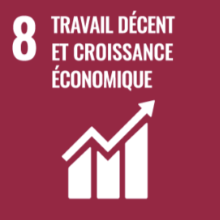 8 TRAVAIL DÉCENT
ET CROISSANCE
ÉCONOMIQUE